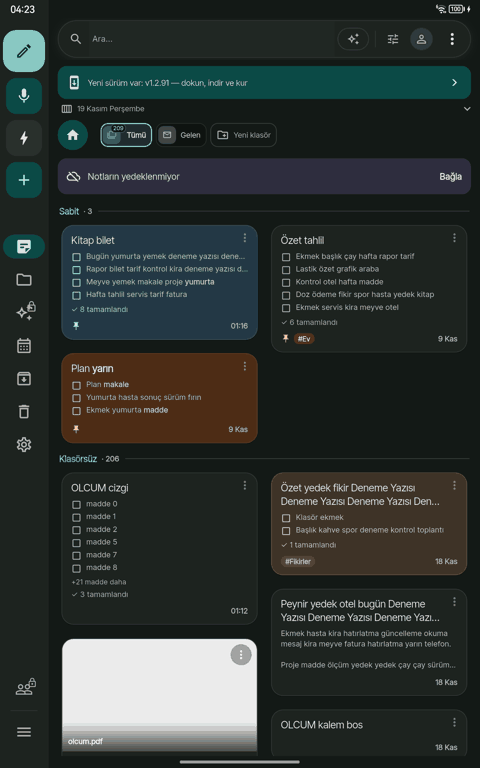 04:23
100
Ara...
Yeni sürüm var: v1.2.91 — dokun, indir ve kur
19 Kasım Perşembe
209
Tümü
Gelen
Yeni klasör
Notların yedeklenmiyor
Bağla
Sabit · 3
Kitap bilet
Bugün yumurta yemek deneme yazısı dene...
Rapor bilet tarif kontrol kira deneme yazısı d...
Meyve yemek makale proje yumurta
Hafta tahlil servis tarif fatura
✓ 8 tamamlandı
01:16
Özet tahlil
Ekmek başlık çay hafta rapor tarif
Lastik özet grafik araba
Kontrol otel hafta madde
Doz ödeme fikir spor hasta yedek kitap
Ekmek servis kira meyve otel
✓ 6 tamamlandı
#Ev
9 Kas
Plan yarın
Plan makale
Yumurta hasta sonuç sürüm fırın
Ekmek yumurta madde
9 Kas
Klasörsüz · 206
OLCUM cizgi
madde 0
madde 1
madde 2
madde 5
madde 7
madde 8
+21 madde daha
✓ 3 tamamlandı
01:12
Özet yedek fikir Deneme Yazısı
Deneme Yazısı Deneme Yazısı Den...
Klasör ekmek
Başlık kahve spor deneme kontrol toplantı
✓ 1 tamamlandı
#Fikirler
18 Kas
Peynir yedek otel bugün Deneme
Yazısı Deneme Yazısı Deneme Yazı...
Ekmek hasta kira hatırlatma güncelleme okuma
mesaj kira meyve fatura hatırlatma yarın telefon.
Proje madde ölçüm yedek yedek çay çay sürüm...
18 Kas
olcum.pdf
OLCUM kalem bos
18 Kas